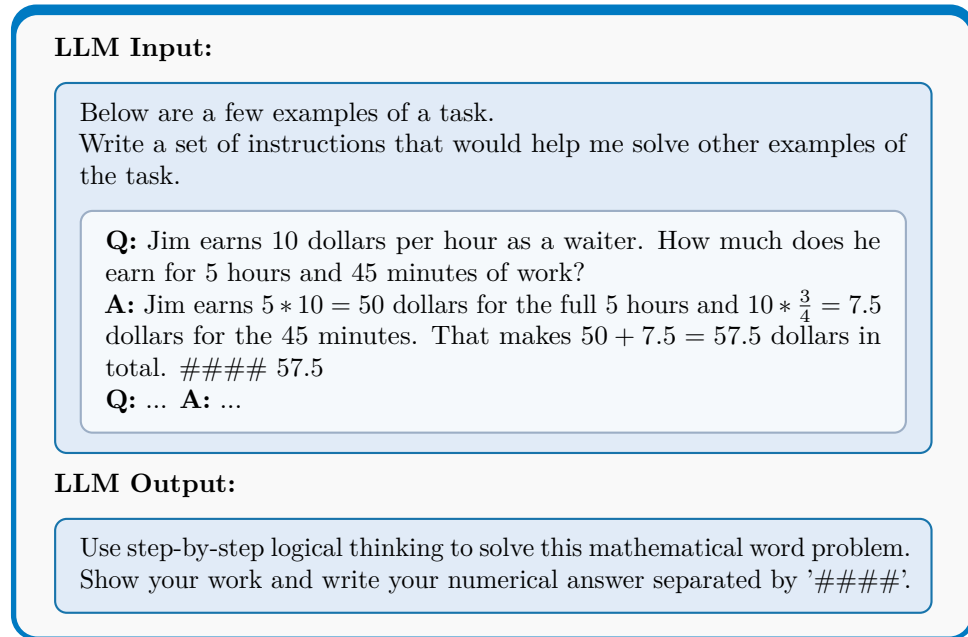 LLM Input:
Below are a few examples of a task.
Write a set of instructions that would help me solve other examples of
the task.
Q: Jim earns 10 dollars per hour as a waiter. How much does he
earn for 5 hours and 45 minutes of work?
A: Jim earns 5 ∗ 10 = 50 dollars for the full 5 hours and 10 ∗ 3/4 = 7.5
dollars for the 45 minutes. That makes 50 + 7.5 = 57.5 dollars in
total. #### 57.5
Q: ... A: ...
LLM Output:
Use step-by-step logical thinking to solve this mathematical word problem.
Show your work and write your numerical answer separated by ’####’.